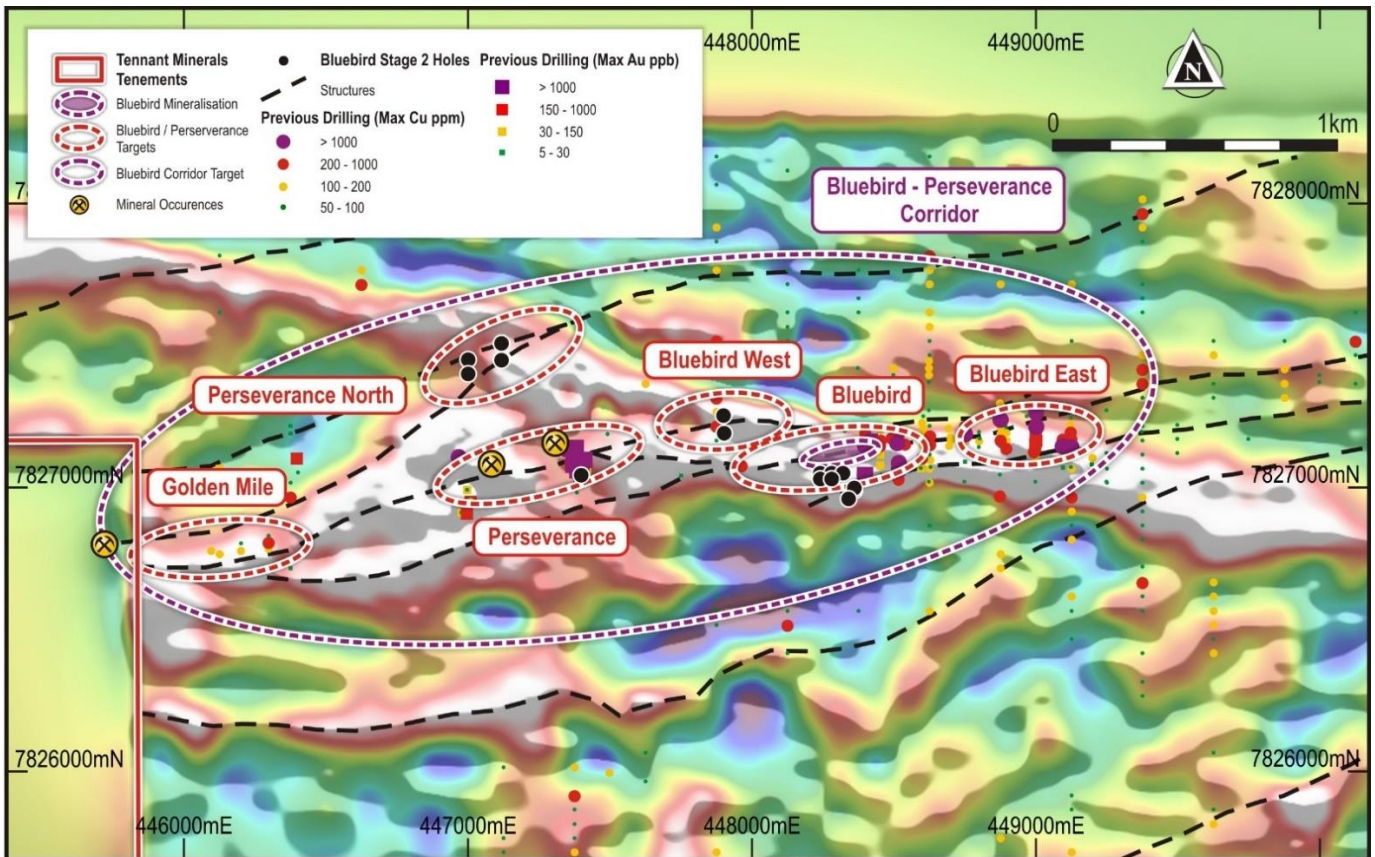 Tennant Minerals
Tenements
Bluebird Mineralisation
Bluebird / Perserverance
Targets
Bluebird Corridor Target
Mineral Occurences
Bluebird Stage 2 Holes
Structures
Previous Drilling (Max Cu ppm)
> 1000
200 - 1000
100 - 200
50 - 100
Previous Drilling (Max Au ppb)
> 1000
150 - 1000
30 - 150
5 - 30
448000mE
449000mE
N
0
1km
78
7828000mN
Bluebird - Perseverance
Corridor
Perseverance North
Bluebird West
Bluebird
Bluebird East
7827000mN
7827000mN
Golden Mile
Perseverance
7826000mN
7826000mN
446000mE
447000mE
448000mE
449000mE